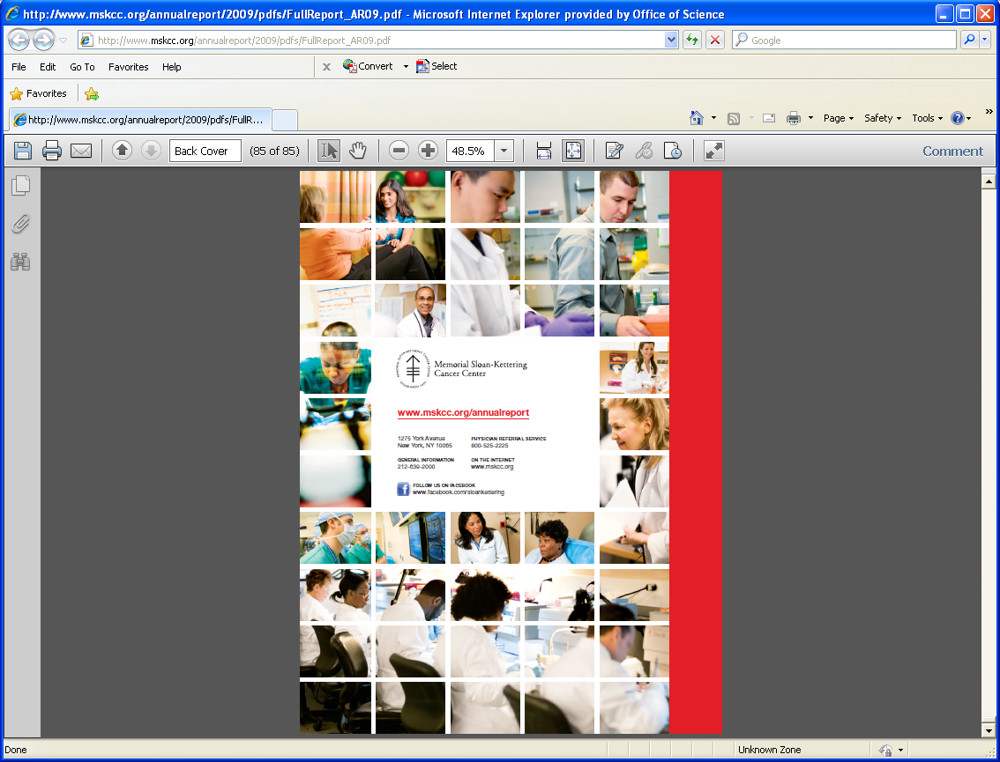 http://www.mskcc.org/annualreport/2009/pdfs/FullReport_AR09.pdf - Microsoft Internet Explorer provided by Office of Science
http://www.mskcc.org/annualreport/2009/pdfs/FullReport_AR09.pdf
Google
File Edit Go To Favorites Help
x Convert Select
Favorites
http://www.mskcc.org/annualreport/2009/pdfs/FullR...
Page Safety Tools »
Back Cover (85 of 85) 48.5% Comment
Memorial Sloan-Kettering
Cancer Center
www.mskcc.org/annualreport
1275 York Avenue
New York, NY 10065
PHYSICIAN REFERRAL SERVICE
800-525-2225
GENERAL INFORMATION
212-639-2000
ON THE INTERNET
www.mskcc.org
f
FOLLOW US ON FACEBOOK
www.facebook.com/sloankettering
Done Unknown Zone